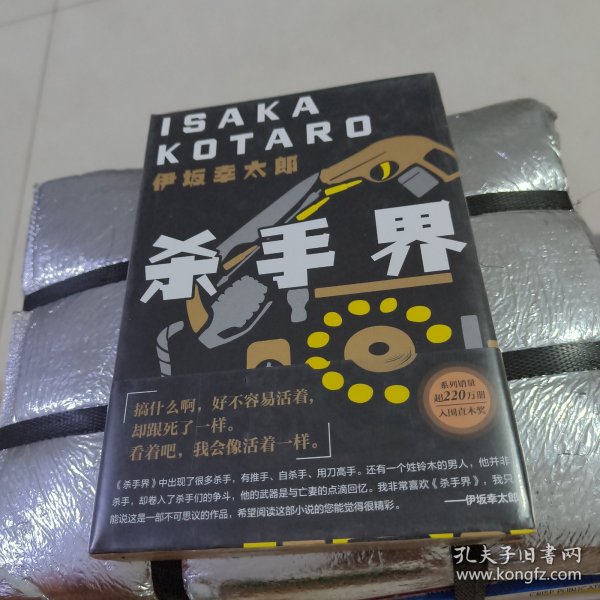 ISAKA
KOTARO
伊坂幸太郎
杀手界
搞什么啊，好不容易活着，
却跟死了一样。
看着吧，我会像活着一样。
系列销量
超220万册
入围直木奖
《杀手界》中出现了很多杀手，有推手、自杀手、用刀高手。还有一个姓铃木的男人，他并非
杀手，却卷入了杀手们的争斗，他的武器是与亡妻的点滴回忆。我非常喜欢《杀手界》，我只
能说这是一部不可思议的作品，希望阅读这部小说的您能觉得很精彩。
——伊坂幸太郎
孔夫子旧书网
www.kongfz.com